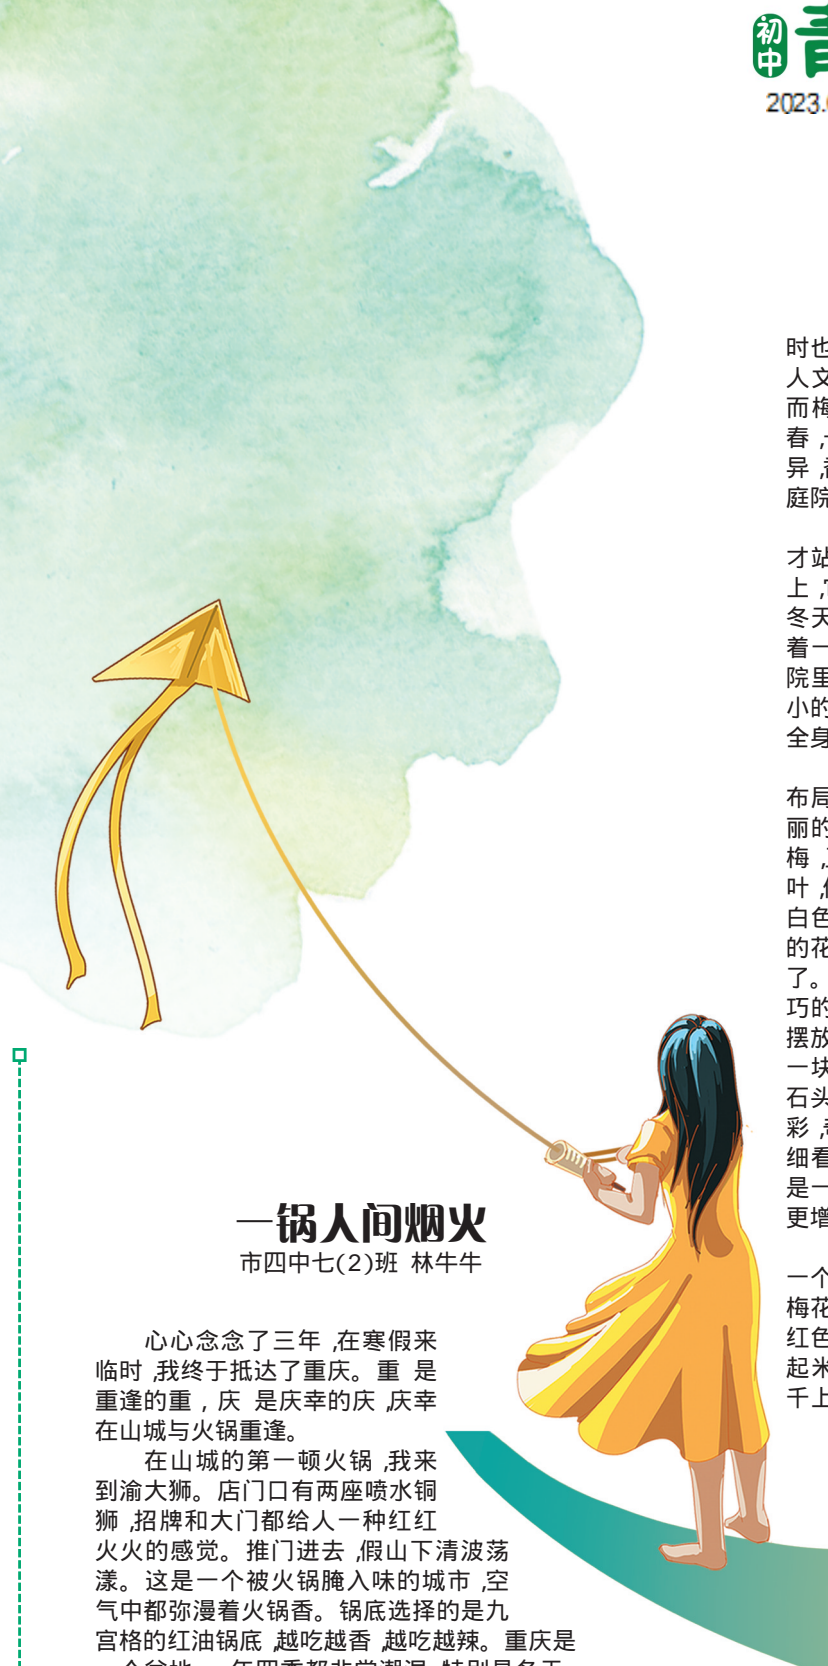 初中
2023.
时也
人文
而梅
春，
异，
庭院
才站
上，
冬天
着一
院里
小的
全身
布局
丽的
梅，
叶，
白色
的花
了。
巧的
摆放
一块
石头
彩，
细看
是一
更增
一个
梅花
红色
起米
千上
一锅人间烟火
市四中七(2)班 林牛牛
心心念念了三年，在寒假来
临时，我终于抵达了重庆。重 是
重逢的重，庆 是庆幸的庆，庆幸
在山城与火锅重逢。
在山城的第一顿火锅，我来
到渝大狮。店门口有两座喷水铜
狮，招牌和大门都给人一种红红
火火的感觉。推门进去，假山下清波荡
漾。这是一个被火锅腌入味的城市，空
气中都弥漫着火锅香。锅底选择的是九
宫格的红油锅底，越吃越香，越吃越辣。重庆是